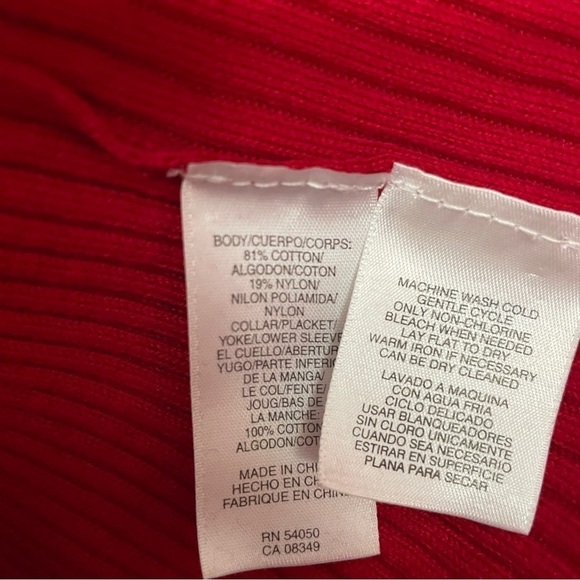 BODY/CUERPO/CORPS:
81% COTTON/
ALGODON/COTON
19% NYLON/
NILON POLIAMIDA/
NYLON
COLLAR/PLACKET/
YOKE/LOWER SLEEVE
EL CUELLO/ABERTUR
YUGO/PARTE INFERIO
DE LA MANGA/
LE COL/FENTE/
JOUG/BAS DE
LA MANCHE:
100% COTTON
ALGODON/COT
MADE IN CHI
HECHO EN CH
FABRIQUE EN CHIN
RN 54050
CA 08349
MACHINE WASH COLD
GENTLE CYCLE
ONLY NON-CHLORINE
BLEACH WHEN NEEDED
LAY FLAT TO DRY
WARM IRON IF NECESSARY
CAN BE DRY CLEANED
LAVADO A MAQUINA
CON AGUA FRIA
CICLO DELICADO
USAR BLANQUEADORES
SIN CLORO UNICAMENTE
CUANDO SEA NECESARIO
ESTIRAR EN SUPERFICIE
PLANA PARA SECAR